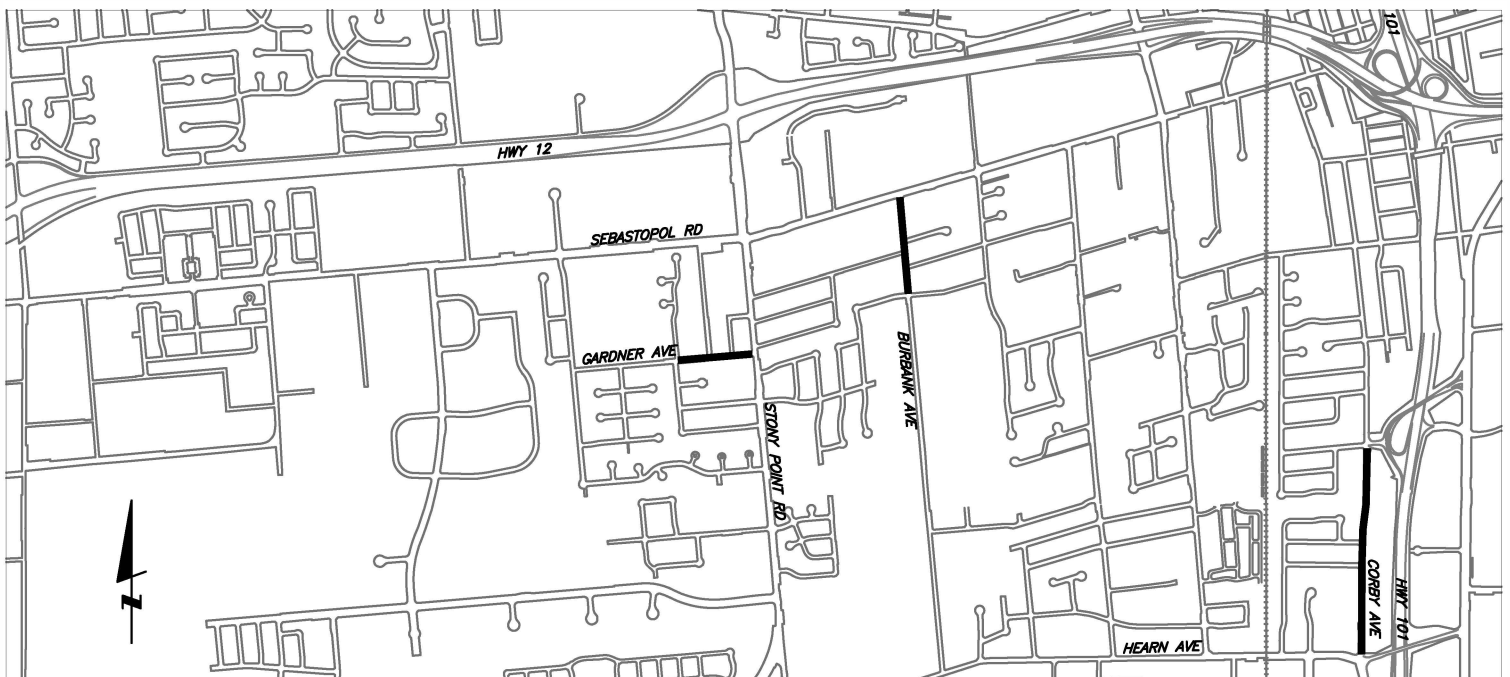 101
HWY 12
SEBASTOPOL RD
GARDNER AVE
BURBANK AVE
STONY POINT RD
CORBY AVE
HWY 101
HEARN AVE